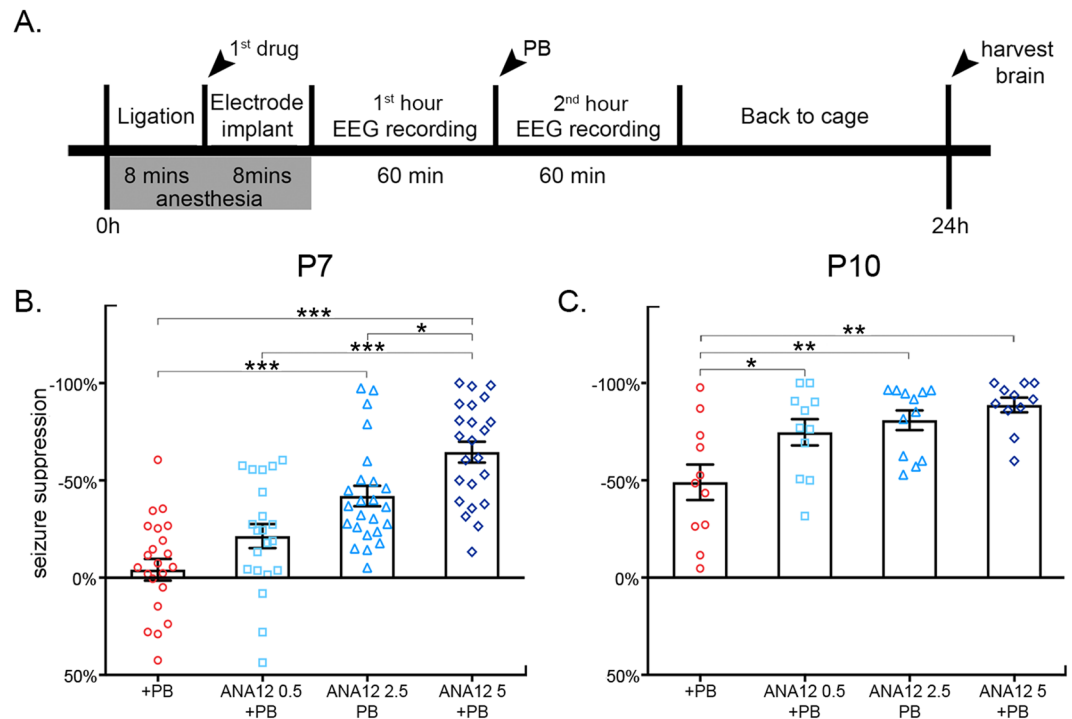 A.
1st drug
PB
harvest
brain
Ligation
Electrode
implant
1st hour
EEG recording
2nd hour
EEG recording
Back to cage
8 mins
8mins
60 min
60 min
anesthesia
0h
24h
P7
P10
B.
C.
***
*
***
***
**
**
*
seizure suppression
-100%
-50%
0%
50%
-100%
-50%
0%
50%
+PB
ANA12 0.5
+PB
ANA12 2.5
PB
ANA12 5
+PB
+PB
ANA12 0.5
+PB
ANA12 2.5
PB
ANA12 5
+PB